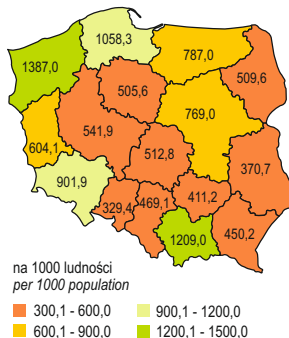 1058,3
1387,0
787,0
509,6
505,6
769,0
541,9
604,1
512,8
370,7
901,9
411,2
469,1
329,4
450,2
1209,0
na 1000 ludności
per 1000 population
300,1 - 600,0
900,1 - 1200,0
600,1 - 900,0
1200,1 - 1500,0